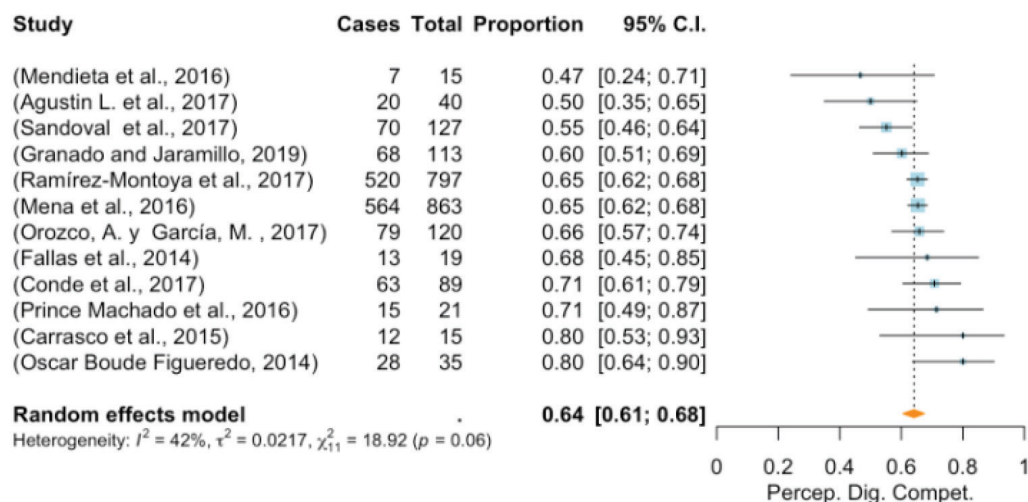 Study Cases Total Proportion 95% C.I.
(Mendieta et al., 2016) 7 15 0.47 [0.24; 0.71]
(Agustin L. et al., 2017) 20 40 0.50 [0.35; 0.65]
(Sandoval et al., 2017) 70 127 0.55 [0.46; 0.64]
(Granado and Jaramillo, 2019) 68 113 0.60 [0.51; 0.69]
(Ramírez-Montoya et al., 2017) 520 797 0.65 [0.62; 0.68]
(Mena et al., 2016) 564 863 0.65 [0.62; 0.68]
(Orozco, A. y García, M. , 2017) 79 120 0.66 [0.57; 0.74]
(Fallas et al., 2014) 13 19 0.68 [0.45; 0.85]
(Conde et al., 2017) 63 89 0.71 [0.61; 0.79]
(Prince Machado et al., 2016) 15 21 0.71 [0.49; 0.87]
(Carrasco et al., 2015) 12 15 0.80 [0.53; 0.93]
(Oscar Boude Figueredo, 2014) 28 35 0.80 [0.64; 0.90]
Random effects model . 0.64 [0.61; 0.68]
Heterogeneity: I² = 42%, τ² = 0.0217, χ²₁₁ = 18.92 (p = 0.06)
0 0.2 0.4 0.6 0.8 1
Percep. Dig. Compet.